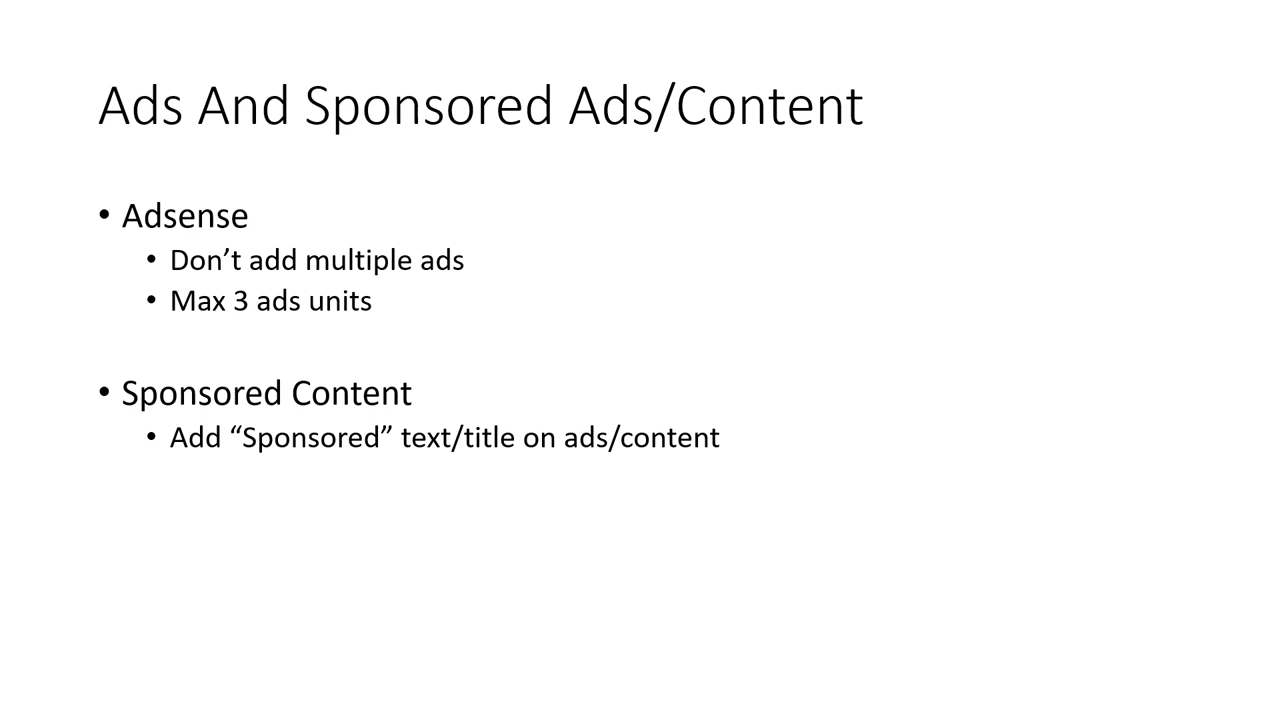 Ads And Sponsored Ads/Content
• Adsense
• Don’t add multiple ads
• Max 3 ads units
• Sponsored Content
• Add “Sponsored” text/title on ads/content